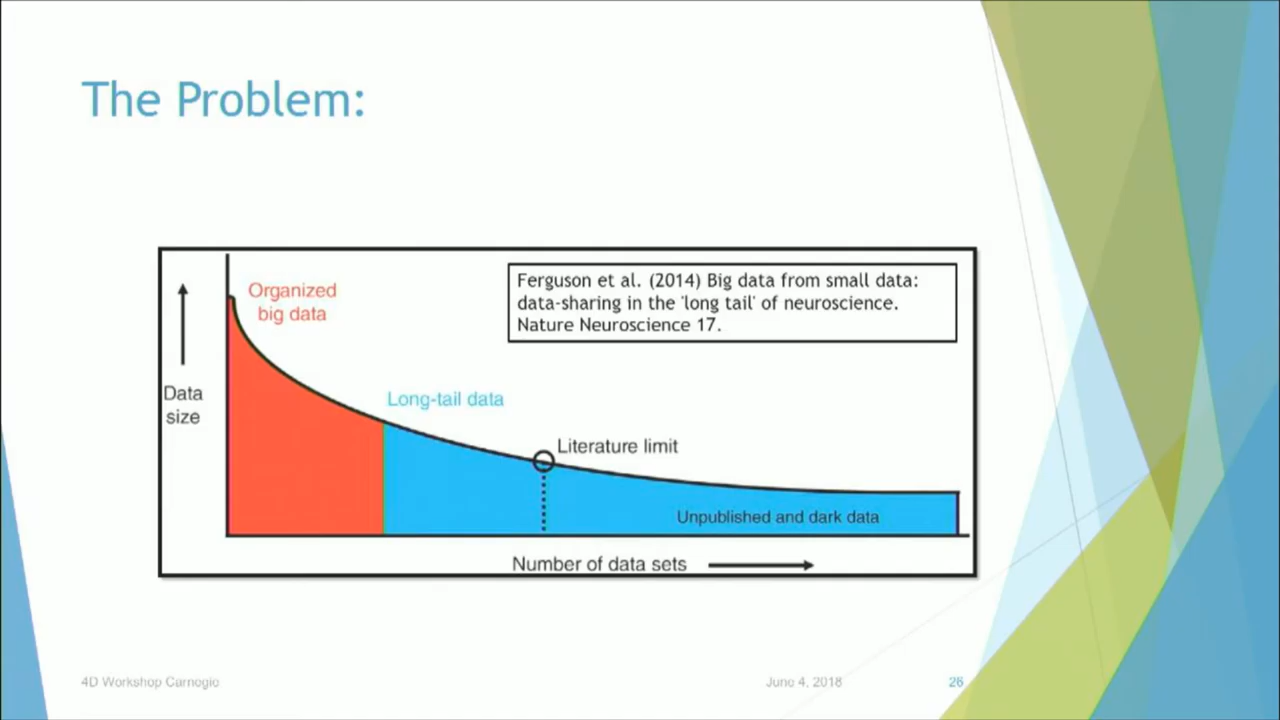 The Problem:
Organized
big data
Ferguson et al. (2014) Big data from small data:
data-sharing in the 'long tail' of neuroscience.
Nature Neuroscience 17.
Data
size
Long-tail data
Literature limit
Unpublished and dark data
Number of data sets
4D Workshop Carnegie
June 4, 2018
26